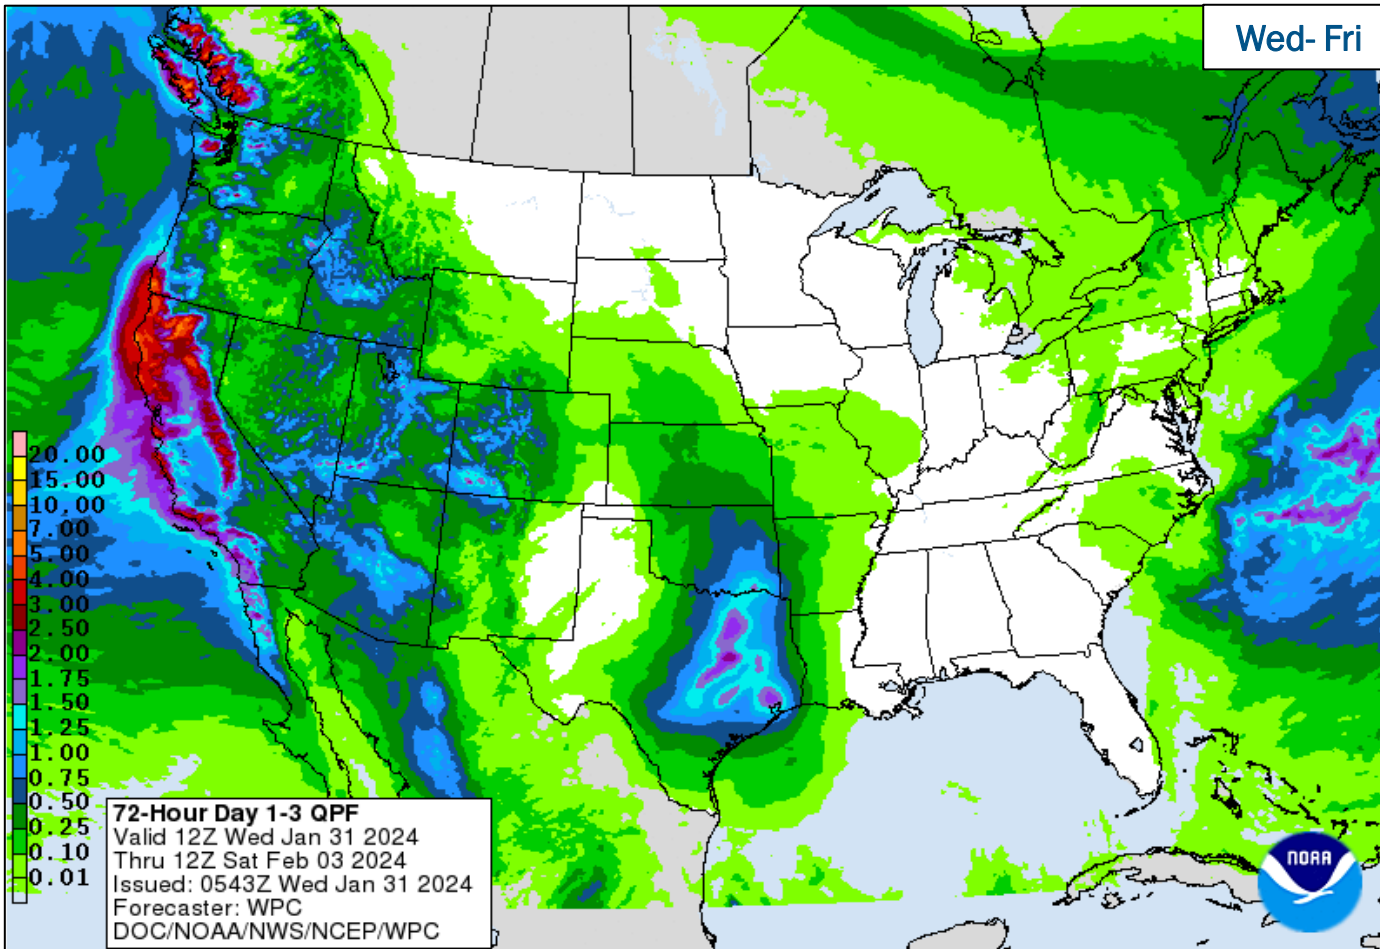 Wed- Fri
20.00
15.00
10.00
7.00
5.00
4.00
3.00
2.50
2.00
1.75
1.50
1.25
1.00
0.75
0.50
0.25
0.10
0.01
72-Hour Day 1-3 QPF
Valid 12Z Wed Jan 31 2024
Thru 12Z Sat Feb 03 2024
Issued: 0543Z Wed Jan 31 2024
Forecaster: WPC
DOC/NOAA/NWS/NCEP/WPC
NOAA